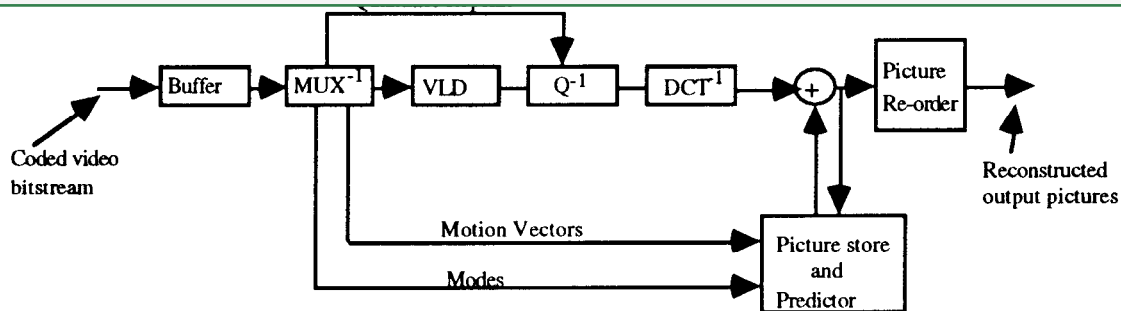 Buffer
MUX-1
VLD
Q-1
DCT-1
+
Picture
Re-order
Coded video
bitstream
Reconstructed
output pictures
Motion Vectors
Modes
Picture store
and
Predictor